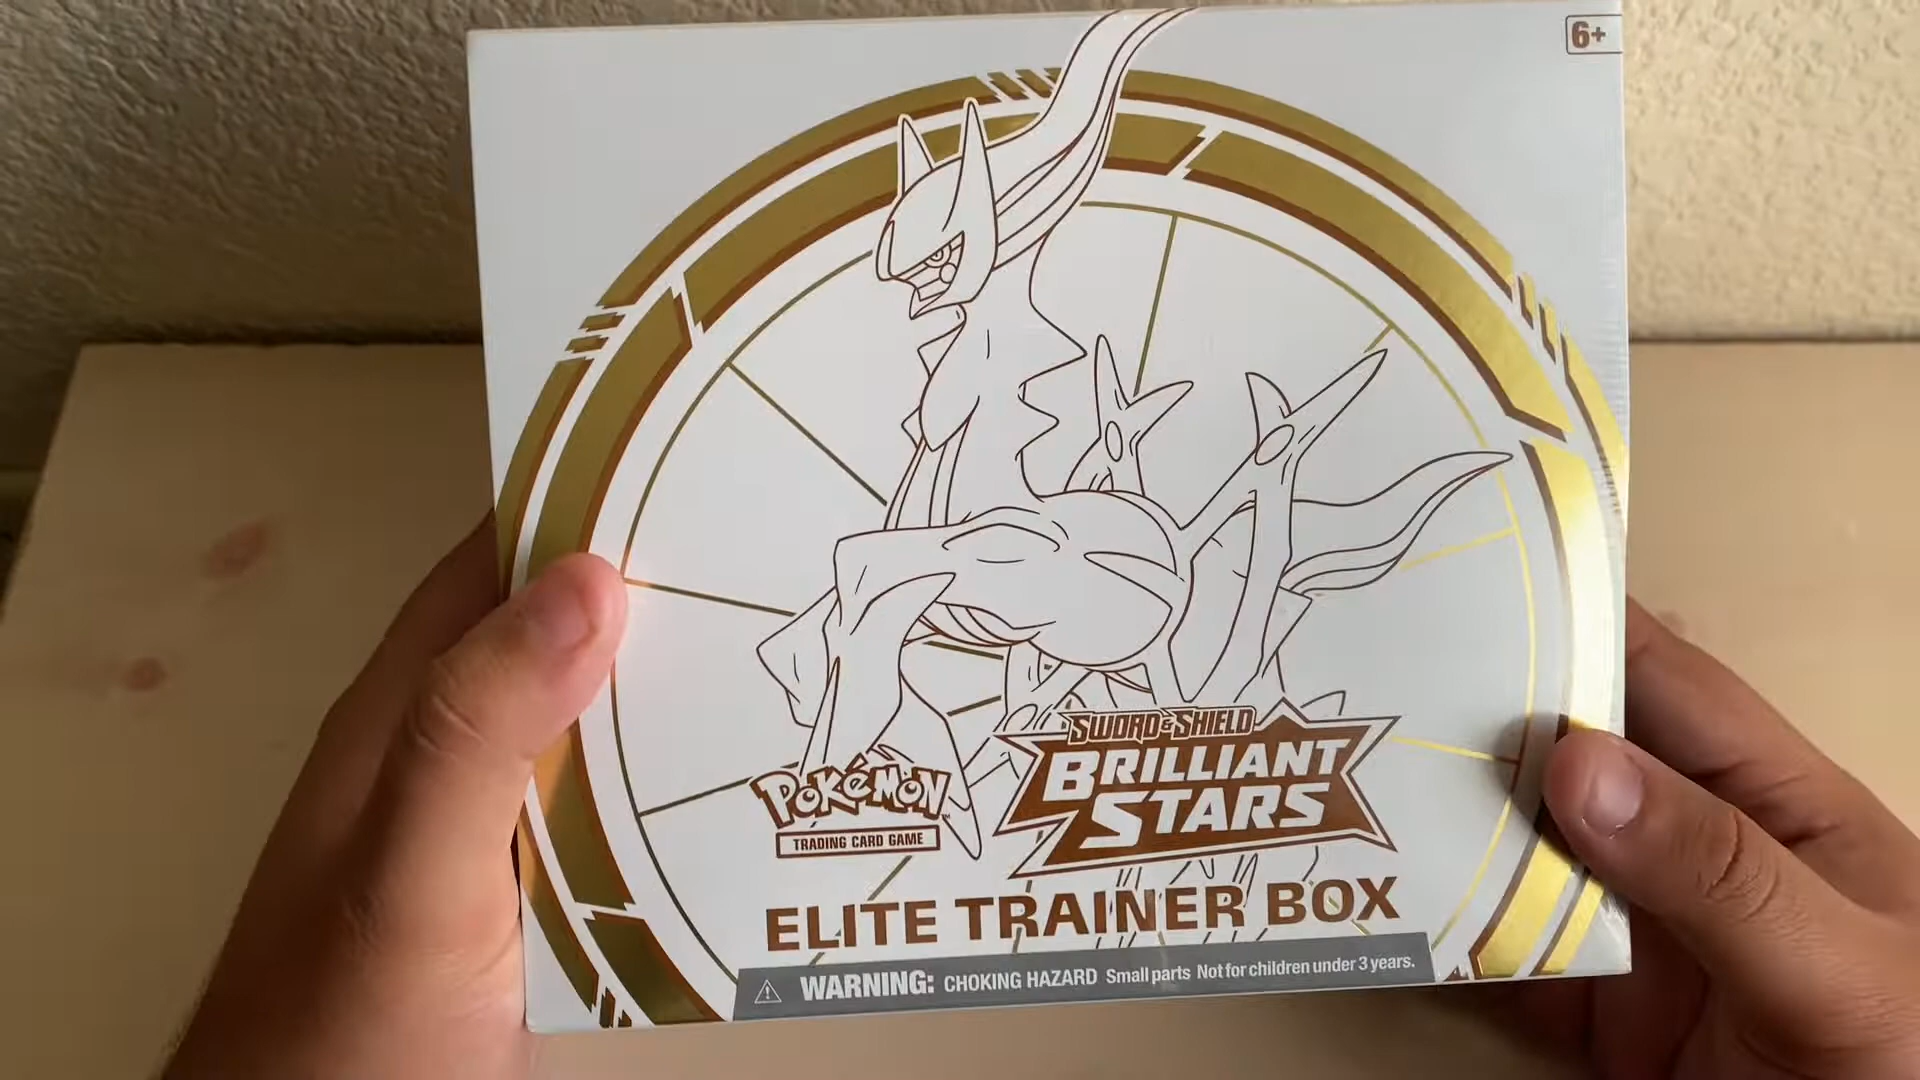 6+
SWORD & SHIELD
BRILLIANT
STARS
POKéMON™
TRADING CARD GAME
ELITE TRAINER BOX
WARNING: CHOKING HAZARD Small parts Not for children under 3 years.